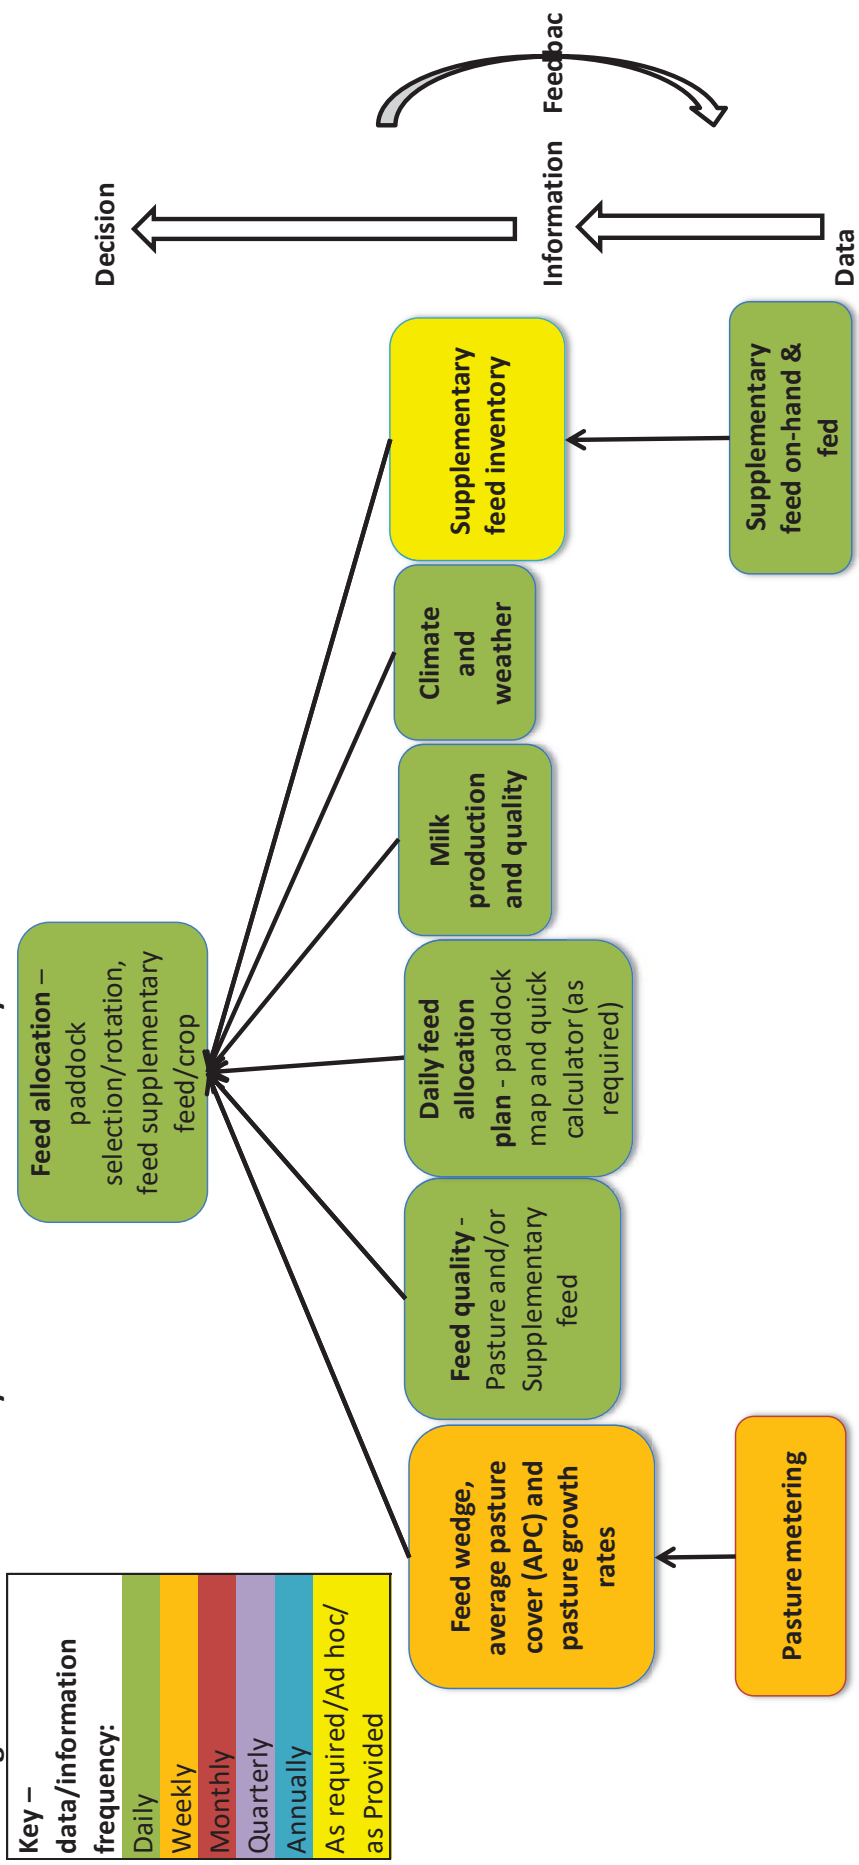 Key –
data/information
frequency:
Daily
Weekly
Monthly
Quarterly
Annually
As required/Ad hoc/
as Provided
Feed allocation –
paddock
selection/rotation,
feed supplementary
feed/crop
Decision
Feed wedge,
average pasture
cover (APC) and
pasture growth
rates
Feed quality -
Pasture and/or
Supplementary
feed
Daily feed
allocation
plan - paddock
map and quick
calculator (as
required)
Milk
production
and quality
Climate
and
weather
Supplementary
feed inventory
Information
Feedbac
Pasture metering
Supplementary
feed on-hand &
fed
Data